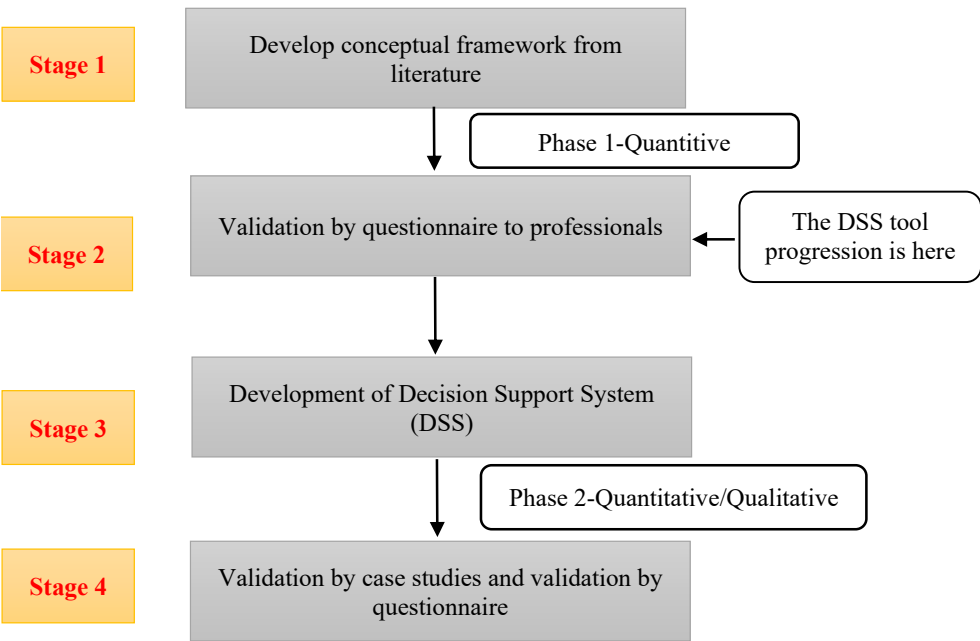 Stage 1
Develop conceptual framework from
literature
Phase 1-Quantitive
Stage 2
Validation by questionnaire to professionals
The DSS tool
progression is here
Stage 3
Development of Decision Support System
(DSS)
Phase 2-Quantitative/Qualitative
Stage 4
Validation by case studies and validation by
questionnaire